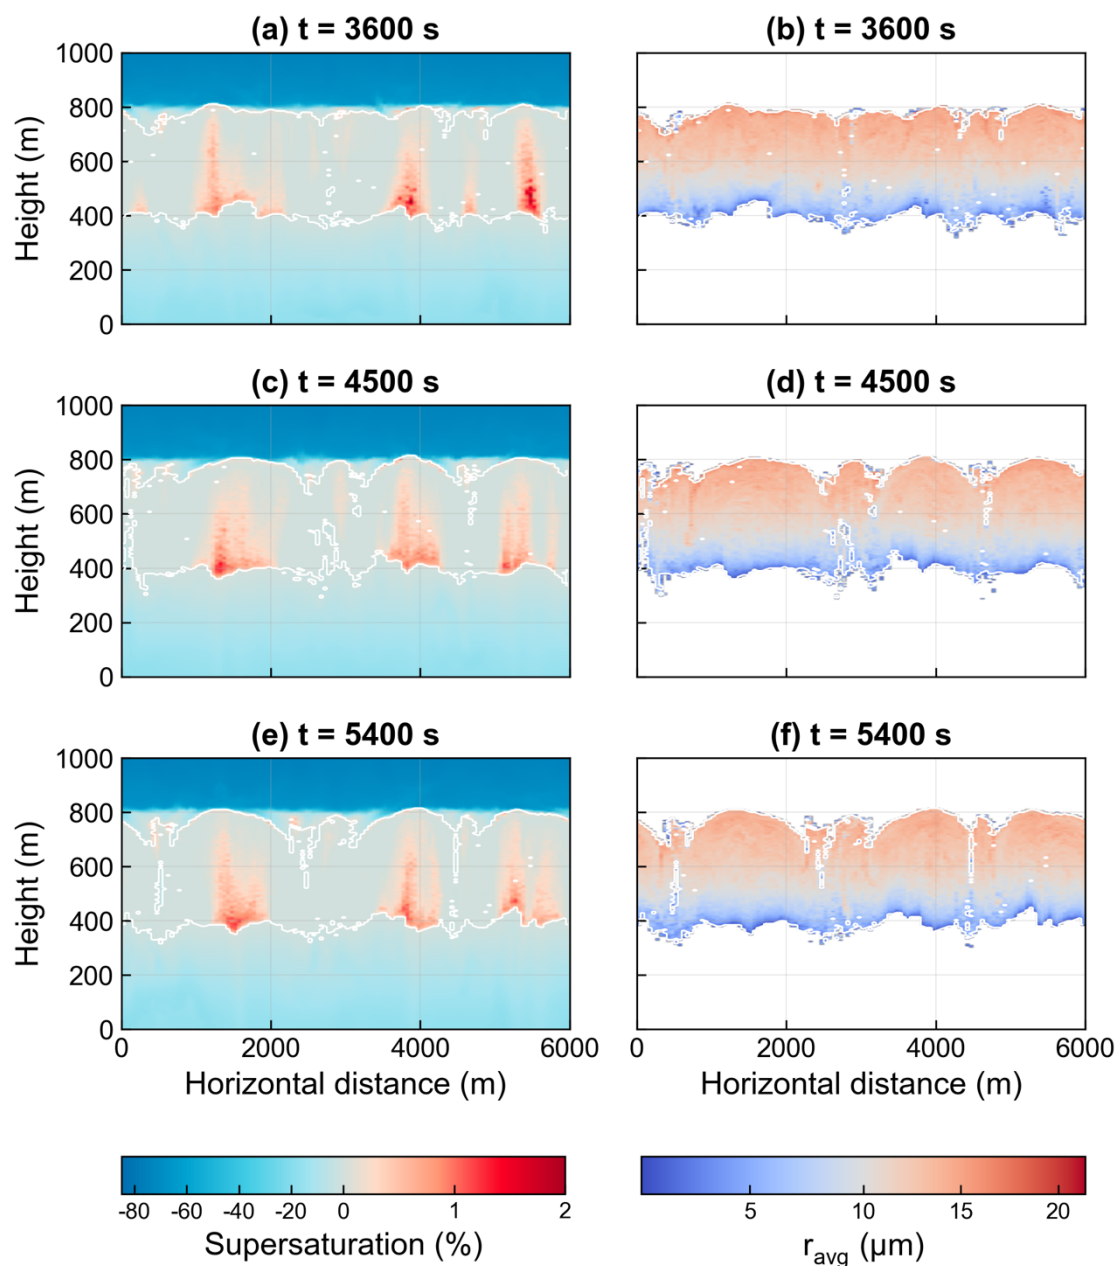 (a) t = 3600 s
(b) t = 3600 s
1000
800
600
400
200
0
Height (m)
(c) t = 4500 s
(d) t = 4500 s
1000
800
600
400
200
0
Height (m)
(e) t = 5400 s
(f) t = 5400 s
1000
800
600
400
200
0
Height (m)
0 2000 4000 6000
Horizontal distance (m)
0 2000 4000 6000
Horizontal distance (m)
-80 -60 -40 -20 0 1 2
Supersaturation (%)
5 10 15 20
r_avg (μm)